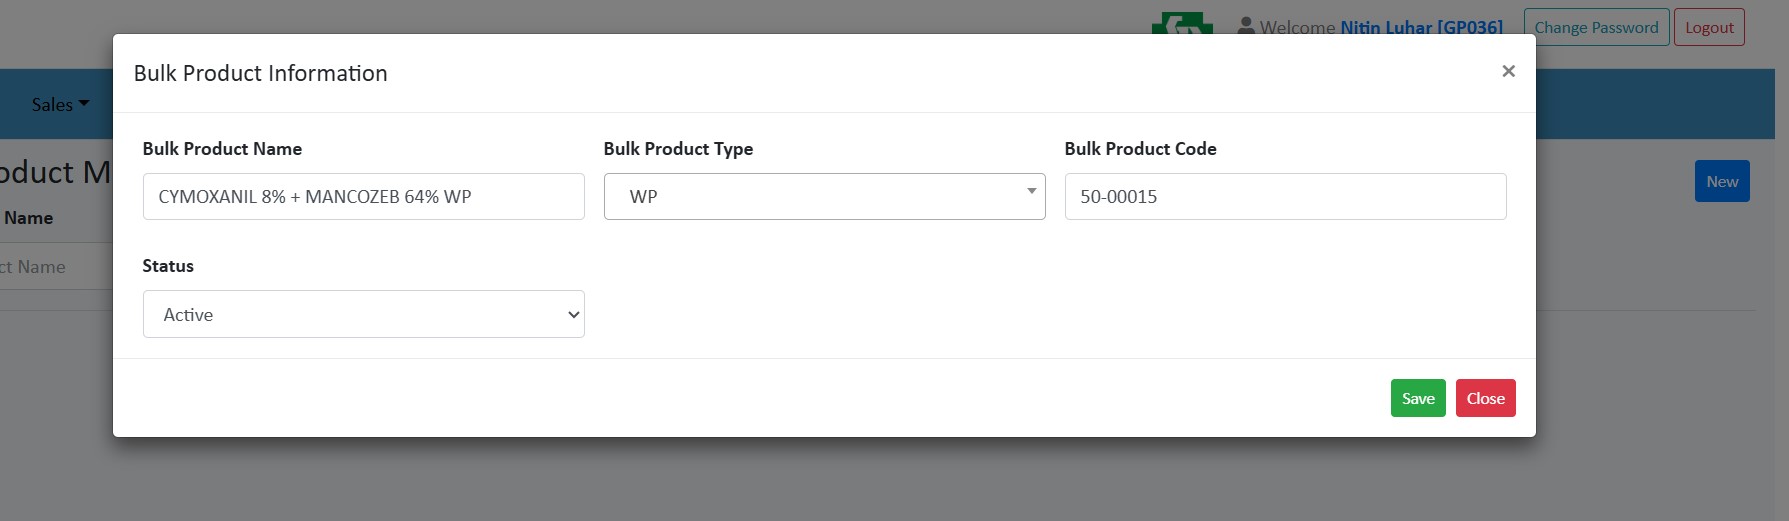 Welcome Nitin Luhar [GP036]
Change Password
Logout
Bulk Product Information
×
Sales
Bulk Product Name
Bulk Product Type
Bulk Product Code
oduct M
CYMOXANIL 8% + MANCOZEB 64% WP
WP
50-00015
New
Name
Status
ct Name
Active
Save
Close